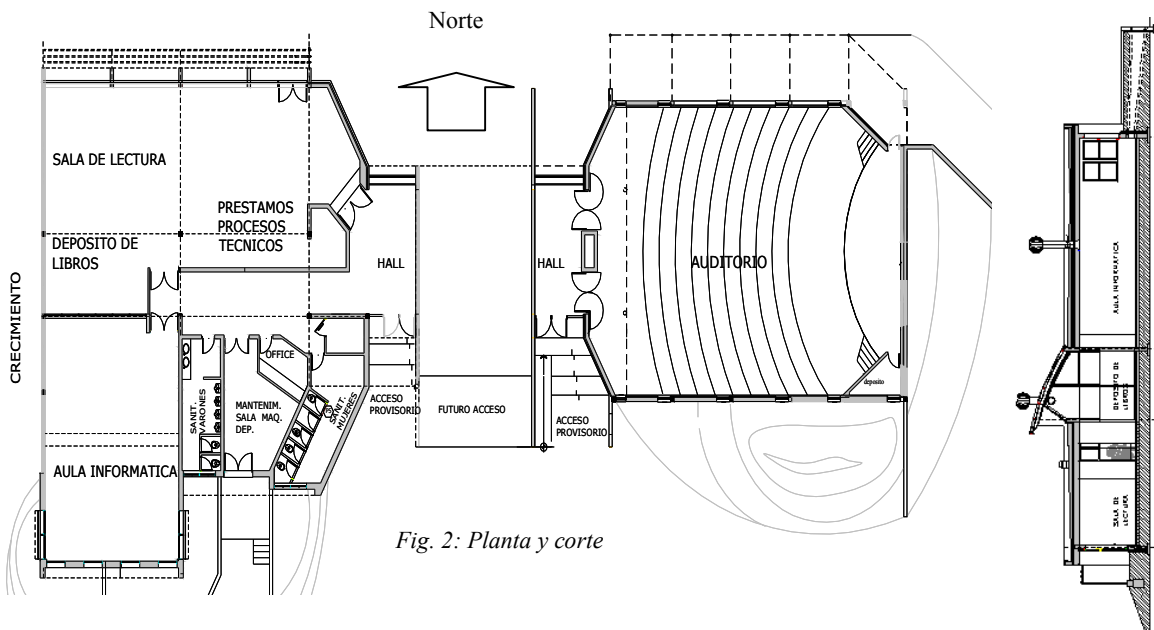 Norte
SALA DE LECTURA
PRESTAMOS
PROCESOS
TECNICOS
DEPOSITO DE
LIBROS
HALL
HALL
AUDITORIO
CRECIMIENTO
OFFICE
SANIT.
VARONES
MANTENIM.
SALA MAQ.
DEP.
SANIT.
MUJERES
ACCESO
PROVISORIO
FUTURO ACCESO
ACCESO
PROVISORIO
deposito
AULA INFORMATICA
Fig. 2: Planta y corte
AULA INFORMATICA
DEPOSITO DE
LIBROS
SALA DE
LECTURA